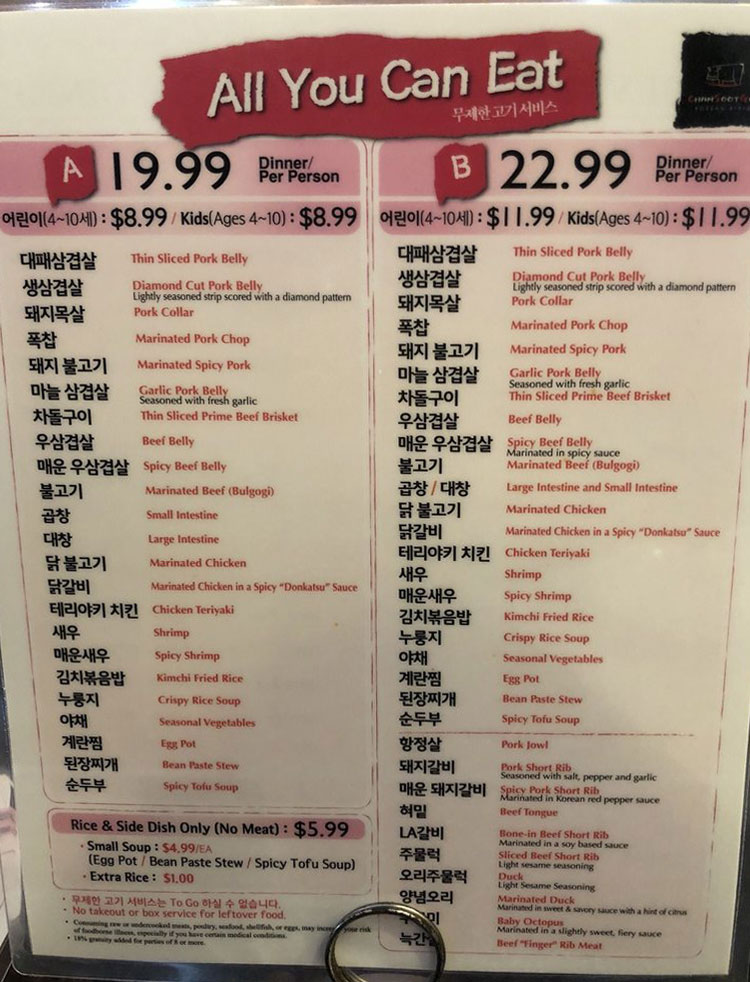 All You Can Eat
무제한 고기 서비스
A 19.99 Dinner/
Per Person
어린이(4~10세) : $8.99 / Kids(Ages 4~10) : $8.99
대패삼겹살 Thin Sliced Pork Belly
생삼겹살 Diamond Cut Pork Belly
Lightly seasoned strip scored with a diamond pattern
돼지목살 Pork Collar
폭찹 Marinated Pork Chop
돼지 불고기 Marinated Spicy Pork
마늘 삼겹살 Garlic Pork Belly
Seasoned with fresh garlic
차돌구이 Thin Sliced Prime Beef Brisket
우삼겹살 Beef Belly
매운 우삼겹살 Spicy Beef Belly
불고기 Marinated Beef (Bulgogi)
곱창 Small Intestine
대창 Large Intestine
닭 불고기 Marinated Chicken
닭갈비 Marinated Chicken in a Spicy "Donkatsu" Sauce
테리야키 치킨 Chicken Teriyaki
새우 Shrimp
매운새우 Spicy Shrimp
김치볶음밥 Kimchi Fried Rice
누룽지 Crispy Rice Soup
야채 Seasonal Vegetables
계란찜 Egg Pot
된장찌개 Bean Paste Stew
순두부 Spicy Tofu Soup
Rice & Side Dish Only (No Meat) : $5.99
· Small Soup : $4.99/EA
(Egg Pot / Bean Paste Stew / Spicy Tofu Soup)
· Extra Rice : $1.00
• 무제한 고기 서비스는 To Go 하실 수 없습니다.
• No takeout or box service for leftover food.
• Consuming raw or undercooked meats, poultry, seafood, shellfish, or eggs, may your risk
of foodborne illness, especially if you have certain medical conditions.
• 18% gratuity added for parties of 8 or more.
B 22.99 Dinner/
Per Person
어린이(4~10세) : $11.99 / Kids(Ages 4~10) : $11.99
대패삼겹살 Thin Sliced Pork Belly
생삼겹살 Diamond Cut Pork Belly
Lightly seasoned strip scored with a diamond pattern
돼지목살 Pork Collar
폭찹 Marinated Pork Chop
돼지 불고기 Marinated Spicy Pork
마늘 삼겹살 Garlic Pork Belly
Seasoned with fresh garlic
차돌구이 Thin Sliced Prime Beef Brisket
우삼겹살 Beef Belly
매운 우삼겹살 Spicy Beef Belly
Marinated in spicy sauce
불고기 Marinated Beef (Bulgogi)
곱창 / 대창 Large Intestine and Small Intestine
닭 불고기 Marinated Chicken
닭갈비 Marinated Chicken in a Spicy "Donkatsu" Sauce
테리야키 치킨 Chicken Teriyaki
새우 Shrimp
매운새우 Spicy Shrimp
김치볶음밥 Kimchi Fried Rice
누룽지 Crispy Rice Soup
야채 Seasonal Vegetables
계란찜 Egg Pot
된장찌개 Bean Paste Stew
순두부 Spicy Tofu Soup
항정살 Pork Jowl
돼지갈비 Pork Short Rib
Seasoned with salt, pepper and garlic
매운 돼지갈비 Spicy Pork Short Rib
Marinated in Korean red pepper sauce
혀밑 Beef Tongue
LA갈비 Bone-in Beef Short Rib
Marinated in a soy based sauce
주물럭 Sliced Beef Short Rib
Light sesame seasoning
오리주물럭 Duck
Light Sesame Seasoning
양념오리 Marinated Duck
Marinated in sweet & savory sauce with a hint of citrus
Baby Octopus
Marinated in a slightly sweet, fiery sauce
Beef "Finger" Rib Meat